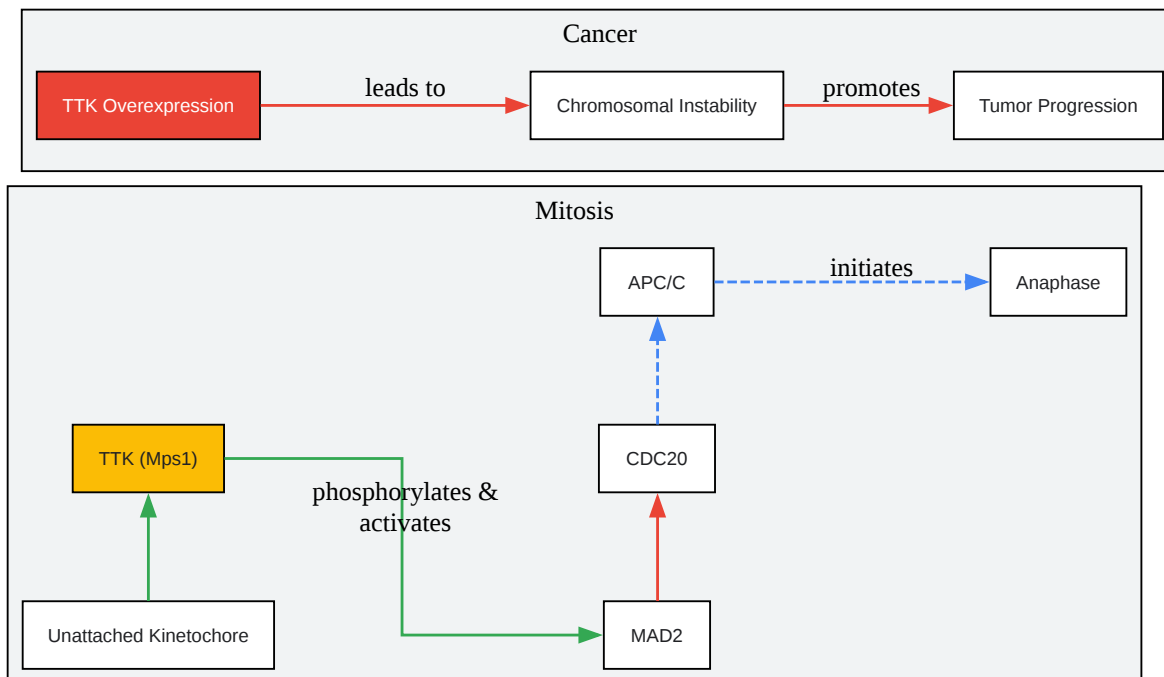 Cancer
TTK Overexpression
leads to
Chromosomal Instability
promotes
Tumor Progression
Mitosis
APC/C
initiates
Anaphase
TTK (Mps1)
phosphorylates &
activates
CDC20
Unattached Kinetochore
MAD2